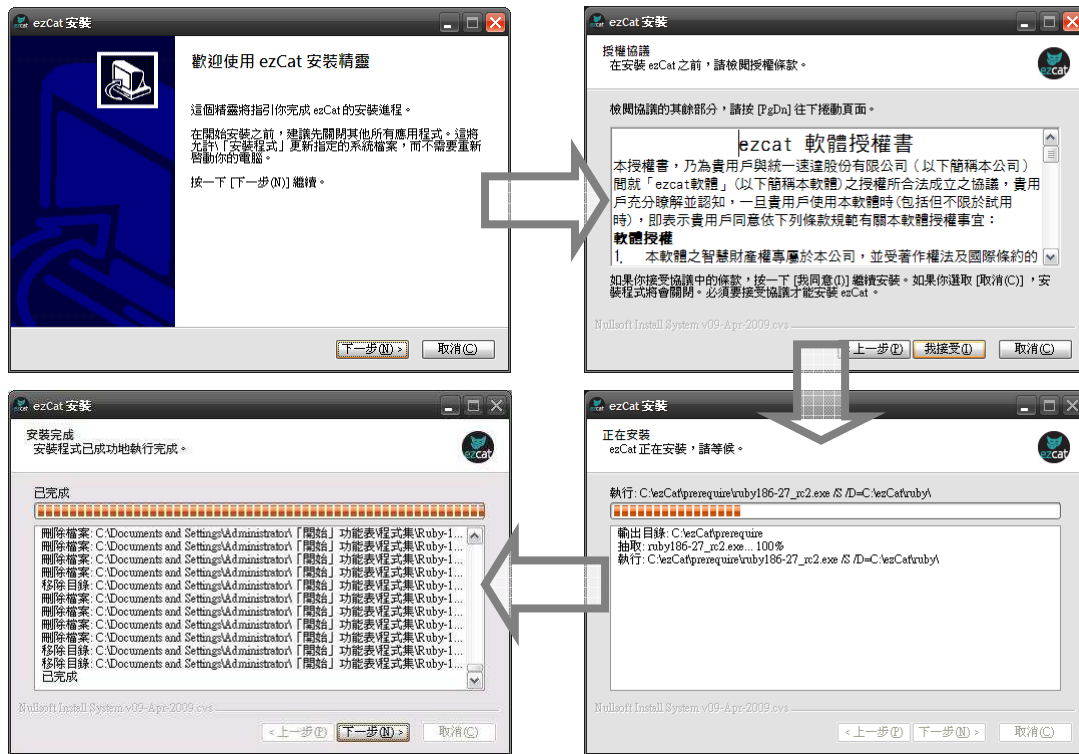 ezCat 安裝
歡迎使用 ezCat 安裝精靈
這個精靈將指引你完成 ezCat 的安裝進程。
在開始安裝之前，建議先關閉其他所有應用程式。這將
允許\「安裝程式」更新指定的系統檔案，而不需要重新
啓動你的電腦。
按一下 [下一步(N)] 繼續。
下一步(N) >
取消(C)
ezCat 安裝
授權協議
在安裝 ezCat 之前，請檢閱授權條款。
ezcat
檢閱協議的其餘部分，請按 [PgDn] 往下捲動頁面。
ezcat 軟體授權書
本授權書，乃為貴用戶與統一速達股份有限公司（以下簡稱本公司）
間就「ezcat軟體」(以下簡稱本軟體)之授權所合法成立之協議，貴用
戶充分瞭解並認知，一旦貴用戶使用本軟體時(包括但不限於試用
時)，即表示貴用戶同意依下列條款規範有關本軟體授權事宜：
軟體授權
1. 本軟體之智慧財產權專屬於本公司，並受著作權法及國際條約的
如果你接受協議中的條款，按一下 [我同意(I)] 繼續安裝。如果你選取 [取消(C)] ，安
裝程式將會關閉。必須要接受協議才能安裝 ezCat。
Nullsoft Install System v09-Apr-2009.cvs
上一步(P)
我接受(I)
取消(C)
ezCat 安裝
正在安裝
ezCat 正在安裝，請等候。
ezcat
執行: C:\ezCat\prerequire\ruby186-27_rc2.exe /S /D=C:\ezCat\ruby\
輸出目錄: C:\ezCat\prerequire
抽取: ruby186-27_rc2.exe... 100%
執行: C:\ezCat\prerequire\ruby186-27_rc2.exe /S /D=C:\ezCat\ruby\
Nullsoft Install System v09-Apr-2009.cvs
< 上一步(P)
下一步(N) >
取消(C)
ezCat 安裝
安裝完成
安裝程式已成功地執行完成。
ezcat
已完成
刪除檔案: C:\Documents and Settings\Administrator\「開始」功能表\程式集\Ruby-1...
刪除檔案: C:\Documents and Settings\Administrator\「開始」功能表\程式集\Ruby-1...
刪除檔案: C:\Documents and Settings\Administrator\「開始」功能表\程式集\Ruby-1...
刪除檔案: C:\Documents and Settings\Administrator\「開始」功能表\程式集\Ruby-1...
移除目錄: C:\Documents and Settings\Administrator\「開始」功能表\程式集\Ruby-1...
刪除檔案: C:\Documents and Settings\Administrator\「開始」功能表\程式集\Ruby-1...
刪除檔案: C:\Documents and Settings\Administrator\「開始」功能表\程式集\Ruby-1...
刪除檔案: C:\Documents and Settings\Administrator\「開始」功能表\程式集\Ruby-1...
刪除檔案: C:\Documents and Settings\Administrator\「開始」功能表\程式集\Ruby-1...
移除目錄: C:\Documents and Settings\Administrator\「開始」功能表\程式集\Ruby-1...
移除目錄: C:\Documents and Settings\Administrator\「開始」功能表\程式集\Ruby-1...
已完成
Nullsoft Install System v09-Apr-2009.cvs
< 上一步(P)
下一步(N) >
取消(C)